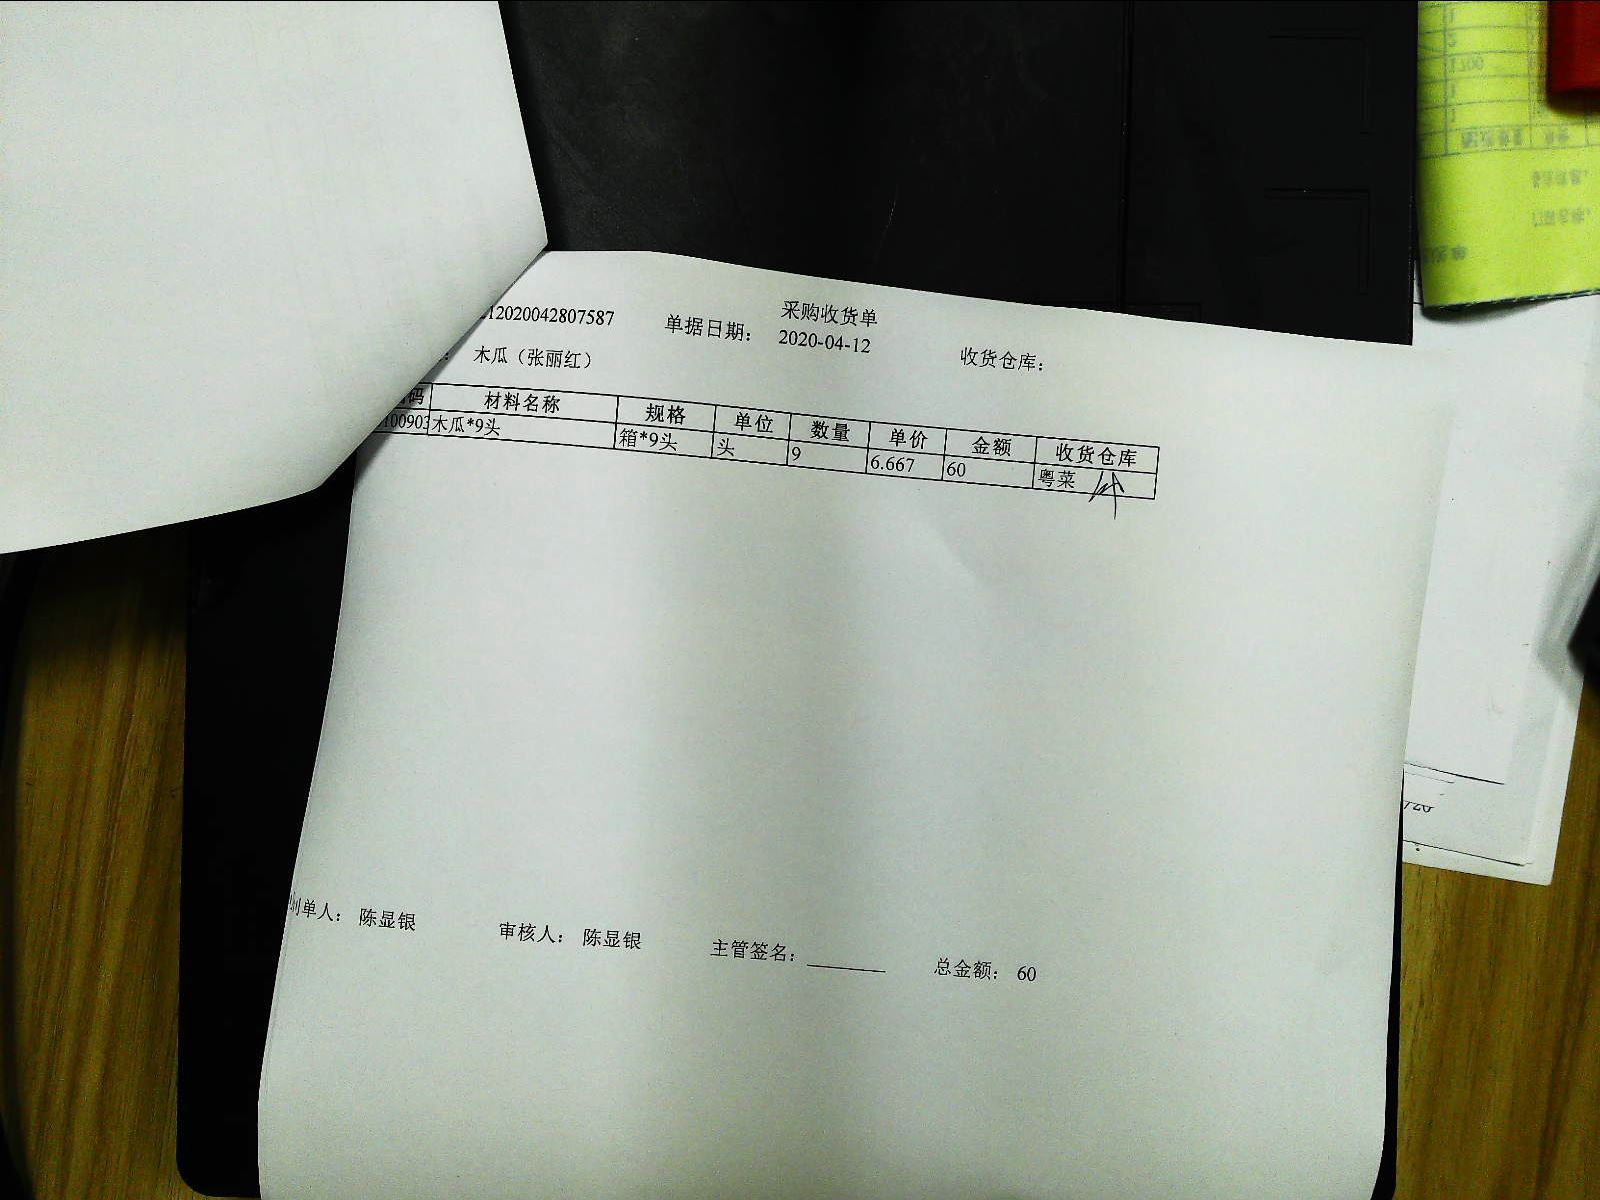 采购收货单
12020042807587 单据日期: 2020-04-12 收货仓库:
: 木瓜（张丽红）
码 材料名称 规格 单位 数量 单价 金额 收货仓库
100903 木瓜*9头 箱*9头 头 9 6.667 60 粤菜
制单人: 陈显银 审核人: 陈显银 主管签名: 总金额: 60